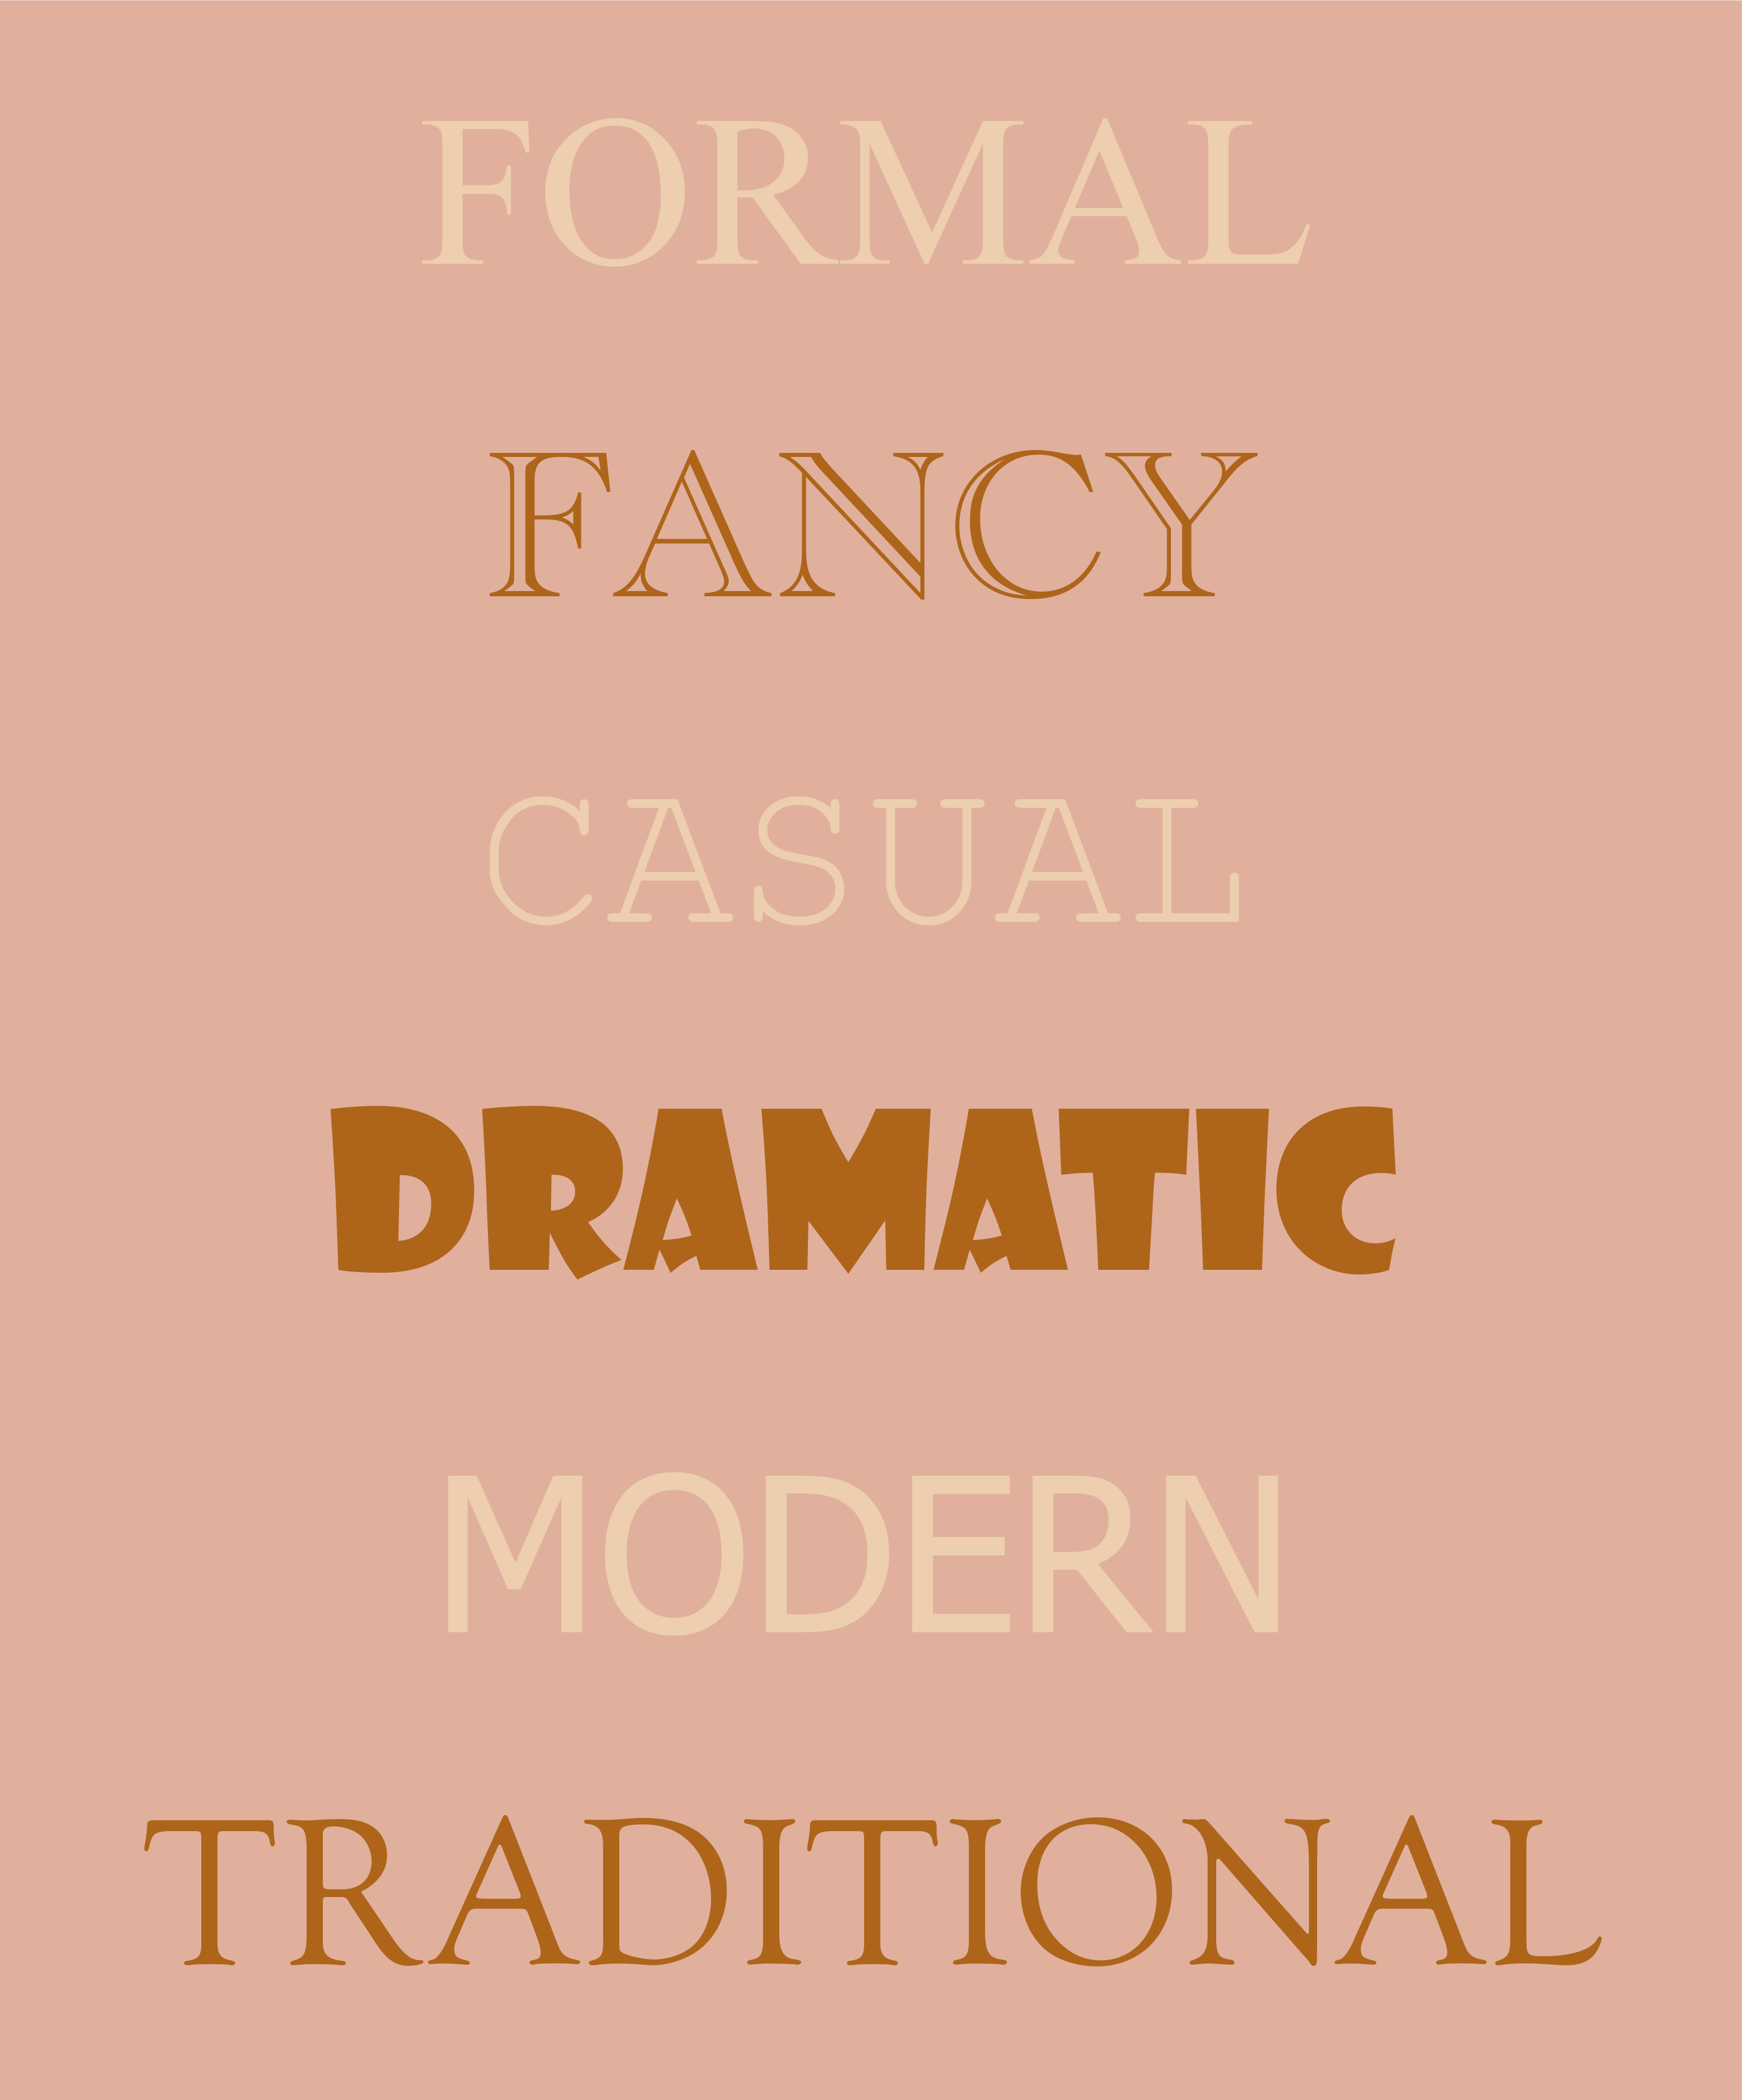 FORMAL
FANCY
CASUAL
DRAMATIC
MODERN
TRADITIONAL